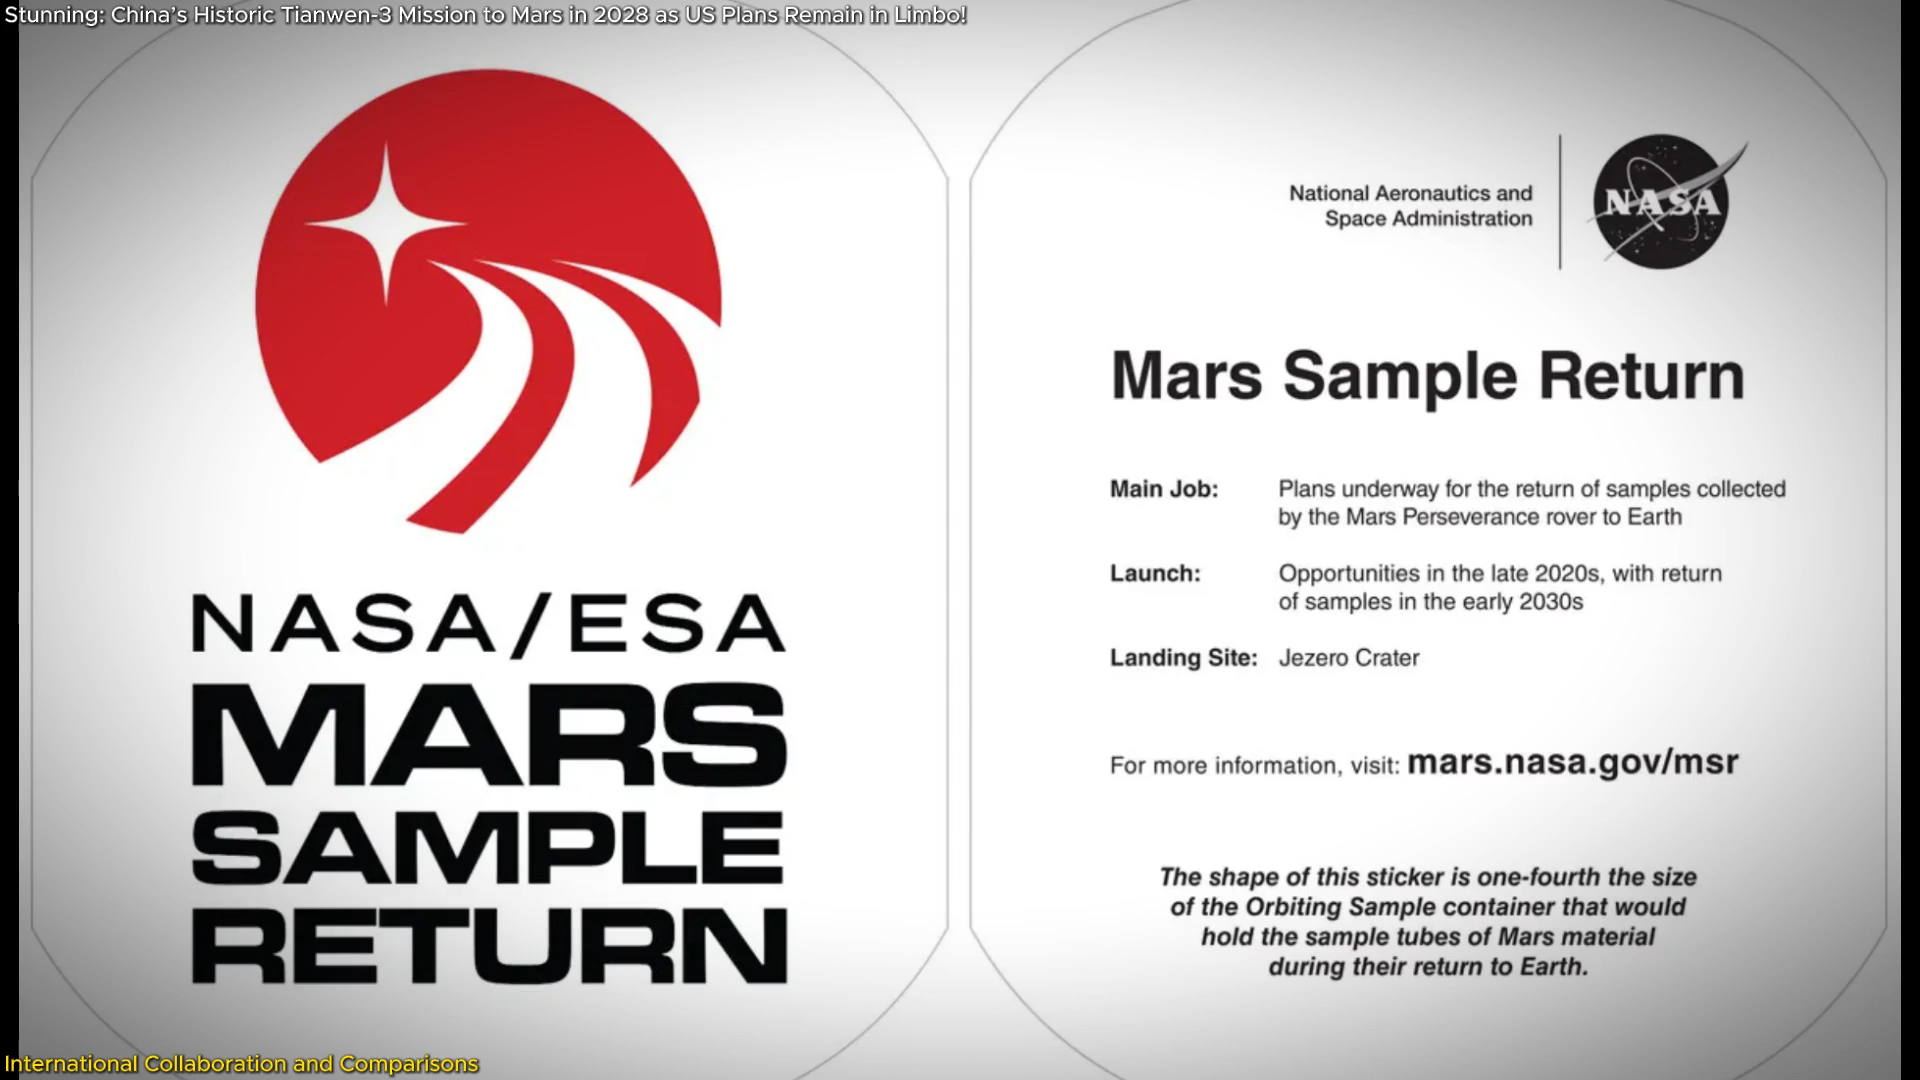 Stunning: China’s Historic Tianwen-3 Mission to Mars in 2028 as US Plans Remain in Limbo!
NASA/ESA
MARS
SAMPLE
RETURN
National Aeronautics and
Space Administration
NASA
Mars Sample Return
Main Job: Plans underway for the return of samples collected
by the Mars Perseverance rover to Earth
Launch: Opportunities in the late 2020s, with return
of samples in the early 2030s
Landing Site: Jezero Crater
For more information, visit: mars.nasa.gov/msr
The shape of this sticker is one-fourth the size
of the Orbiting Sample container that would
hold the sample tubes of Mars material
during their return to Earth.
International Collaboration and Comparisons